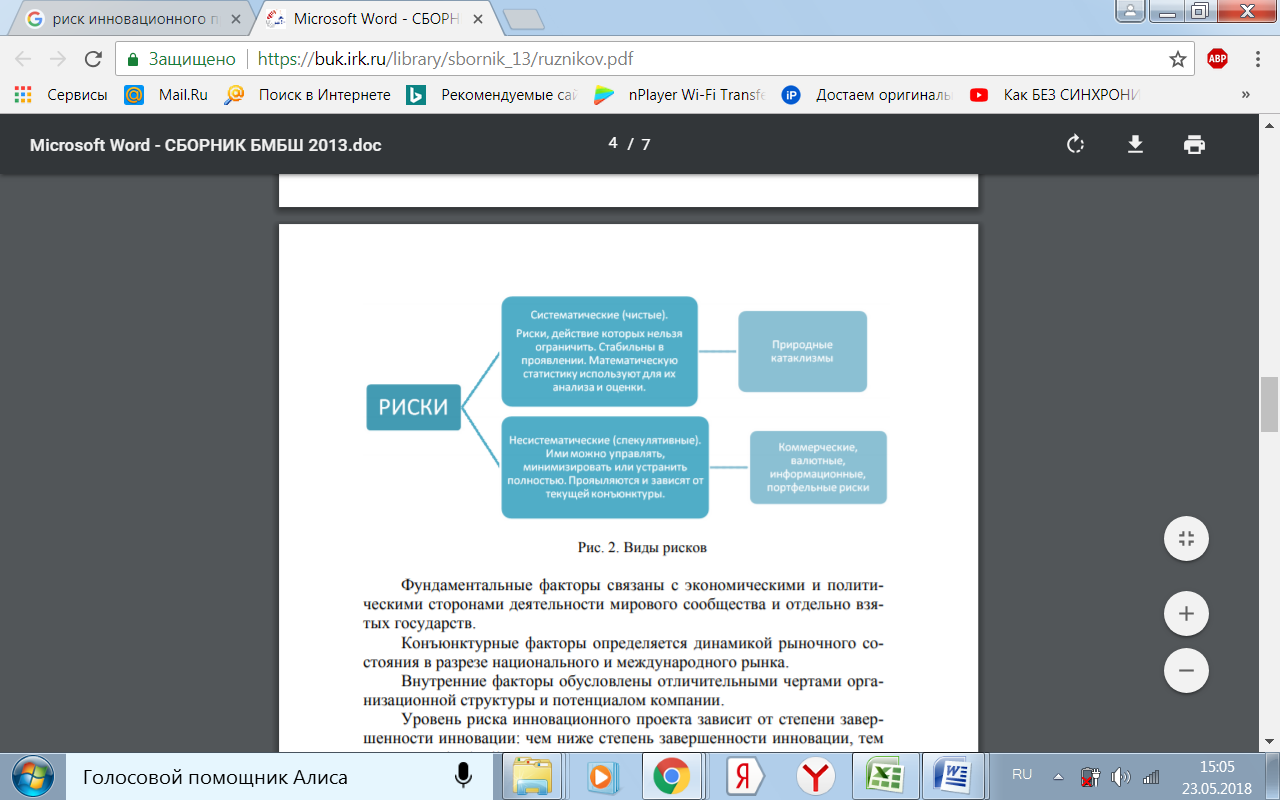 риск инновационного п
Microsoft Word - СБОРН
Защищено
https://buk.irk.ru/library/sbornik_13/ruznikov.pdf
ABP
Сервисы
Mail.Ru
Поиск в Интернете
Рекомендуемые сай
nPlayer Wi-Fi Transfe
iP
Достаем оригиналы
Как БЕЗ СИНХРОНИ
»
Microsoft Word - СБОРНИК БМБШ 2013.doc
4 / 7
РИСКИ
Систематические (чистые).
Риски, действие которых нельзя
ограничить. Стабильны в
проявлении. Математическую
статистику используют для их
анализа и оценки.
Природные
катаклизмы
Несистематические (спекулятивные).
Ими можно управлять,
минимизировать или устранить
полностью. Прояыляются и зависят от
текущей конъюнктуры.
Коммерческие,
валютные,
информационные,
портфельные риски
Рис. 2. Виды рисков
Фундаментальные факторы связаны с экономическими и полити-
ческими сторонами деятельности мирового сообщества и отдельно взя-
тых государств.
Конъюнктурные факторы определяется динамикой рыночного со-
стояния в разрезе национального и международного рынка.
Внутренние факторы обусловлены отличительными чертами орга-
низационной структуры и потенциалом компании.
Уровень риска инновационного проекта зависит от степени завер-
шенности инновации: чем ниже степень завершенности инновации, тем
Голосовой помощник Алиса
Я
RU
15:05
23.05.2018